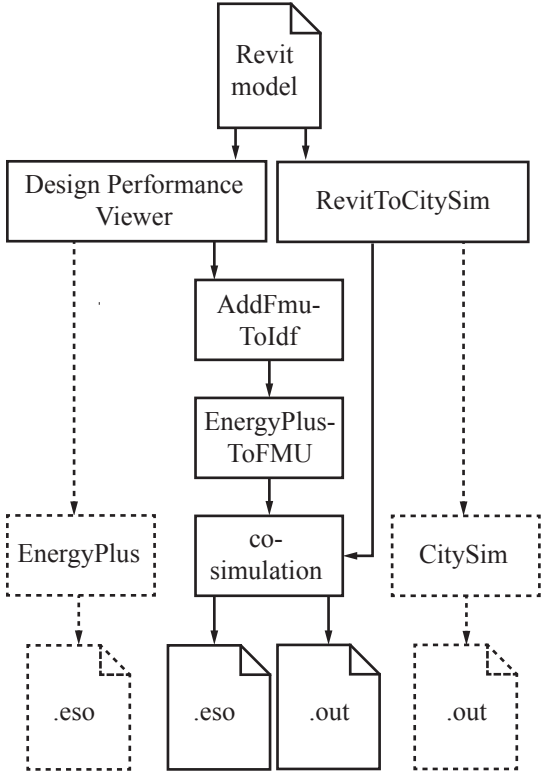 Revit
model
Design Performance
Viewer
RevitToCitySim
AddFmu-
ToIdf
EnergyPlus-
ToFMU
EnergyPlus
co-
simulation
CitySim
.eso
.eso
.out
.out